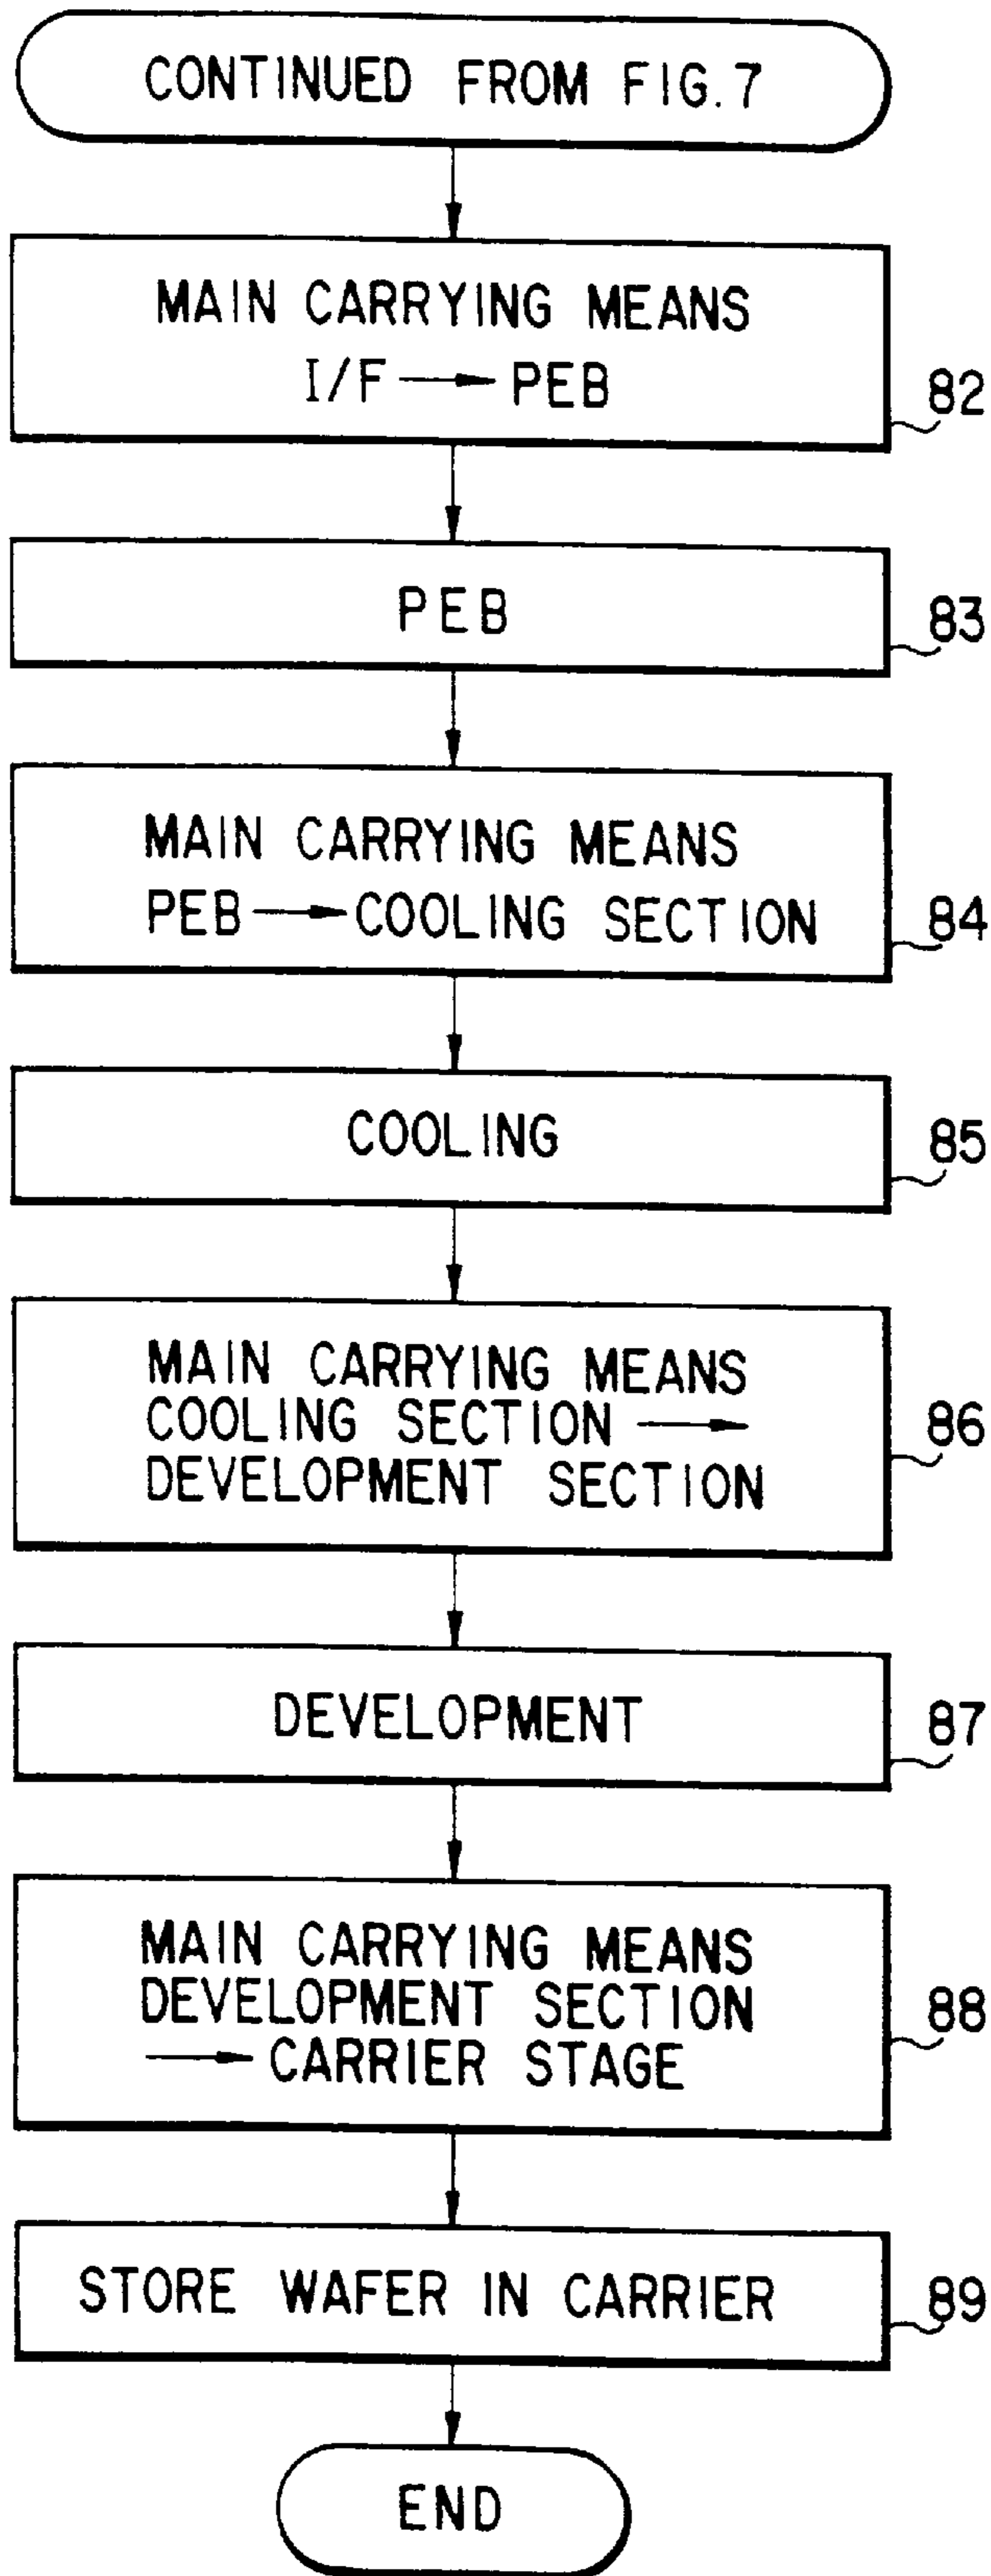 CONTINUED FROM FIG.7
MAIN CARRYING MEANS
I/F → PEB
82
PEB
83
MAIN CARRYING MEANS
PEB → COOLING SECTION
84
COOLING
85
MAIN CARRYING MEANS
COOLING SECTION →
DEVELOPMENT SECTION
86
DEVELOPMENT
87
MAIN CARRYING MEANS
DEVELOPMENT SECTION
→ CARRIER STAGE
88
STORE WAFER IN CARRIER
89
END